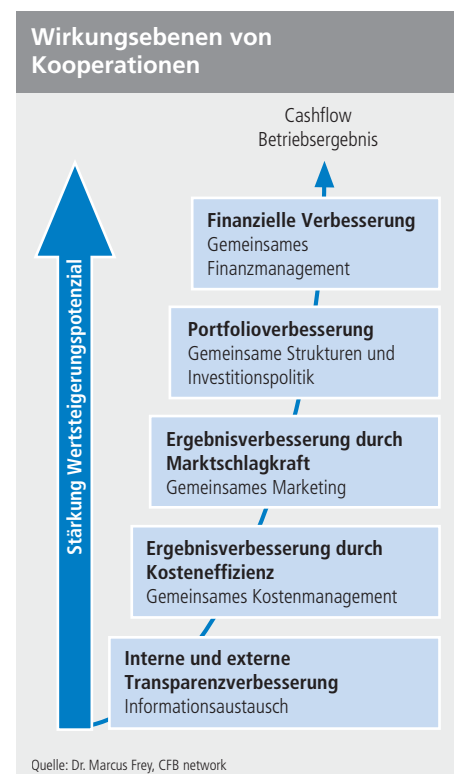 Wirkungsebenen von
Kooperationen
Cashflow
Betriebsergebnis
Finanzielle Verbesserung
Gemeinsames
Finanzmanagement
Portfolioverbesserung
Gemeinsame Strukturen und
Investitionspolitik
Ergebnisverbesserung durch
Marktschlagkraft
Gemeinsames Marketing
Ergebnisverbesserung durch
Kosteneffizienz
Gemeinsames Kostenmanagement
Interne und externe
Transparenzverbesserung
Informationsaustausch
Stärkung Wertsteigerungspotenzial
Quelle: Dr. Marcus Frey, CFB network